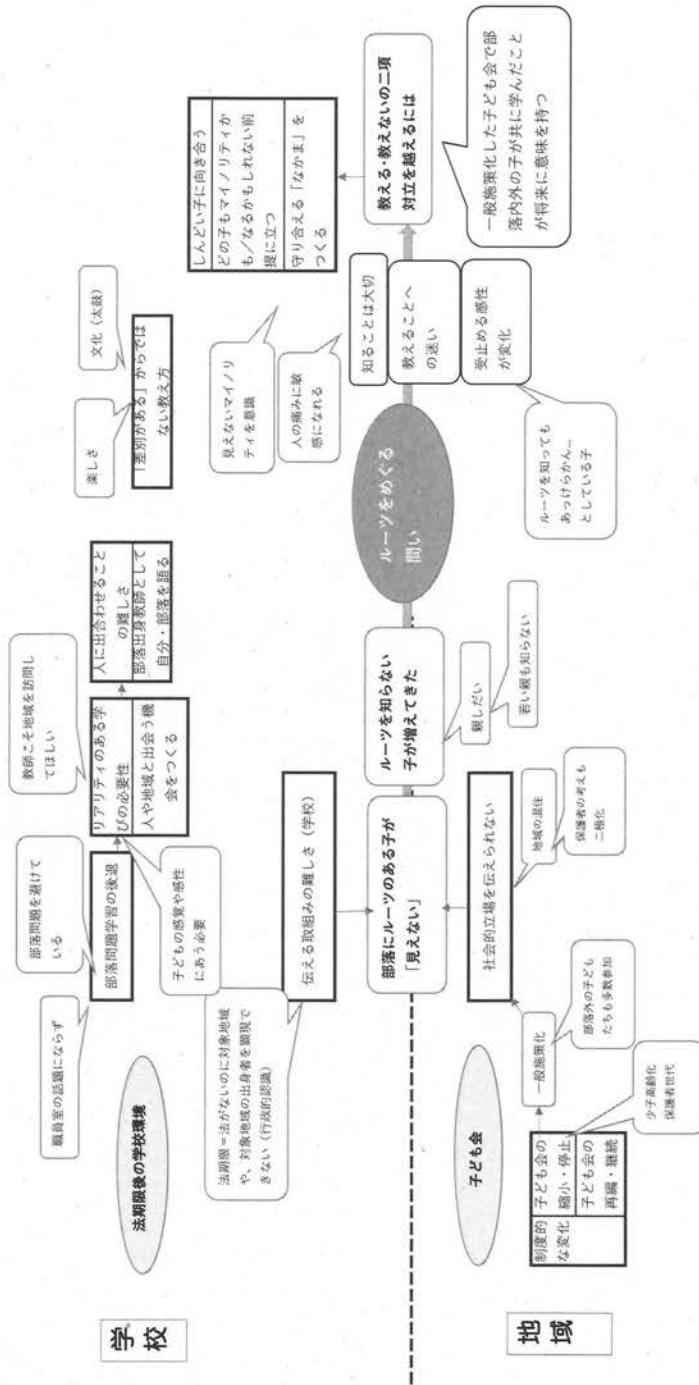 学校
法期限後の学校環境
職員室の話題にならず
部落問題を避けて
いる
部落問題学習の後退
子どもの感覚や感性
にあう必要
教師こそ地域を訪問し
てほしい
リアリティのある学
びの必要性
人や地域と出会う機
会をつくる
人に出合わせること
の難しさ
部落出身教師として
自分・部落を語る
楽しさ
文化（太鼓）
「差別がある」からでは
ない教え方
法期限＝法がないのに対象地域
や、対象地域の出身者を顕現で
きない（行政的認識）
伝える取組みの難しさ（学校）
部落にルーツのある子が
「見えない」
ルーツを知らない
子が増えてきた
親しだい
若い親も知らない
ルーツをめぐる
問い
見えないマイノリ
ティを意識
人の痛みに敏
感になれる
知ることは大切
教えることへ
の迷い
受止める感性
が変化
ルーツを知っても
あっけらかん…
としている子
しんどい子に向き合う
どの子もマイノリティか
も／なるかもしれない前
提に立つ
守り合える「なかま」を
つくる
教える・教えないの二項
対立を越えるには
一般施策化した子ども会で部
落内外の子が共に学んだこと
が将来に意味を持つ
地域
子ども会
制度的
な変化
子ども会の
縮小・停止
子ども会の
再編・継続
少子高齢化
保護者世代
一般施策化
部落外の子ども
たちも多数参加
社会的立場を伝えられない
地域の混住
保護者の考えも
二極化